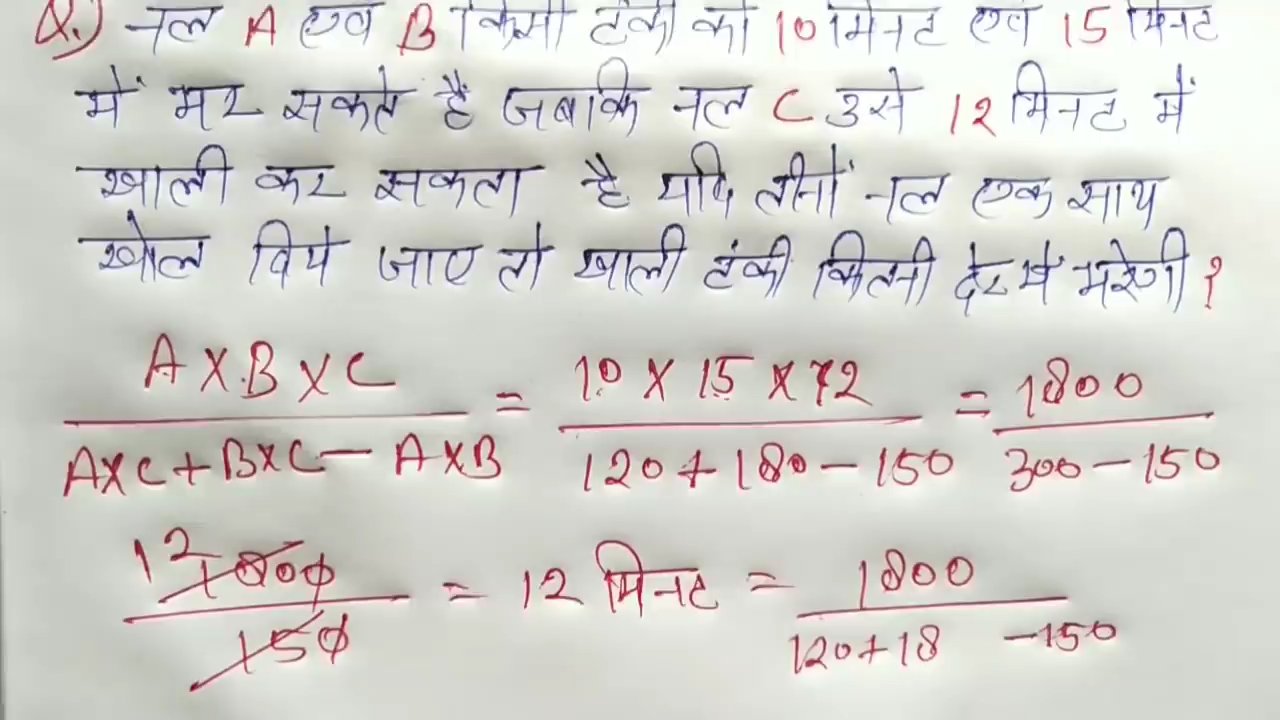 Q.) नल A एवं B किसी टंकी को 10 मिनट एवं 15 मिनट
में भर सकते हैं जबकि नल C उसे 12 मिनट में
खाली कर सकता है यदि तीनों नल एक साथ
खोल दिये जाए तो खाली टंकी कितनी देर में भरेगी ?
A×B×C / A×C+B×C-A×B = 10×15×12 / 120+180-150 = 1800 / 300-150
12 1800 / 150 = 12 मिनट = 1800 / 120+18 -150